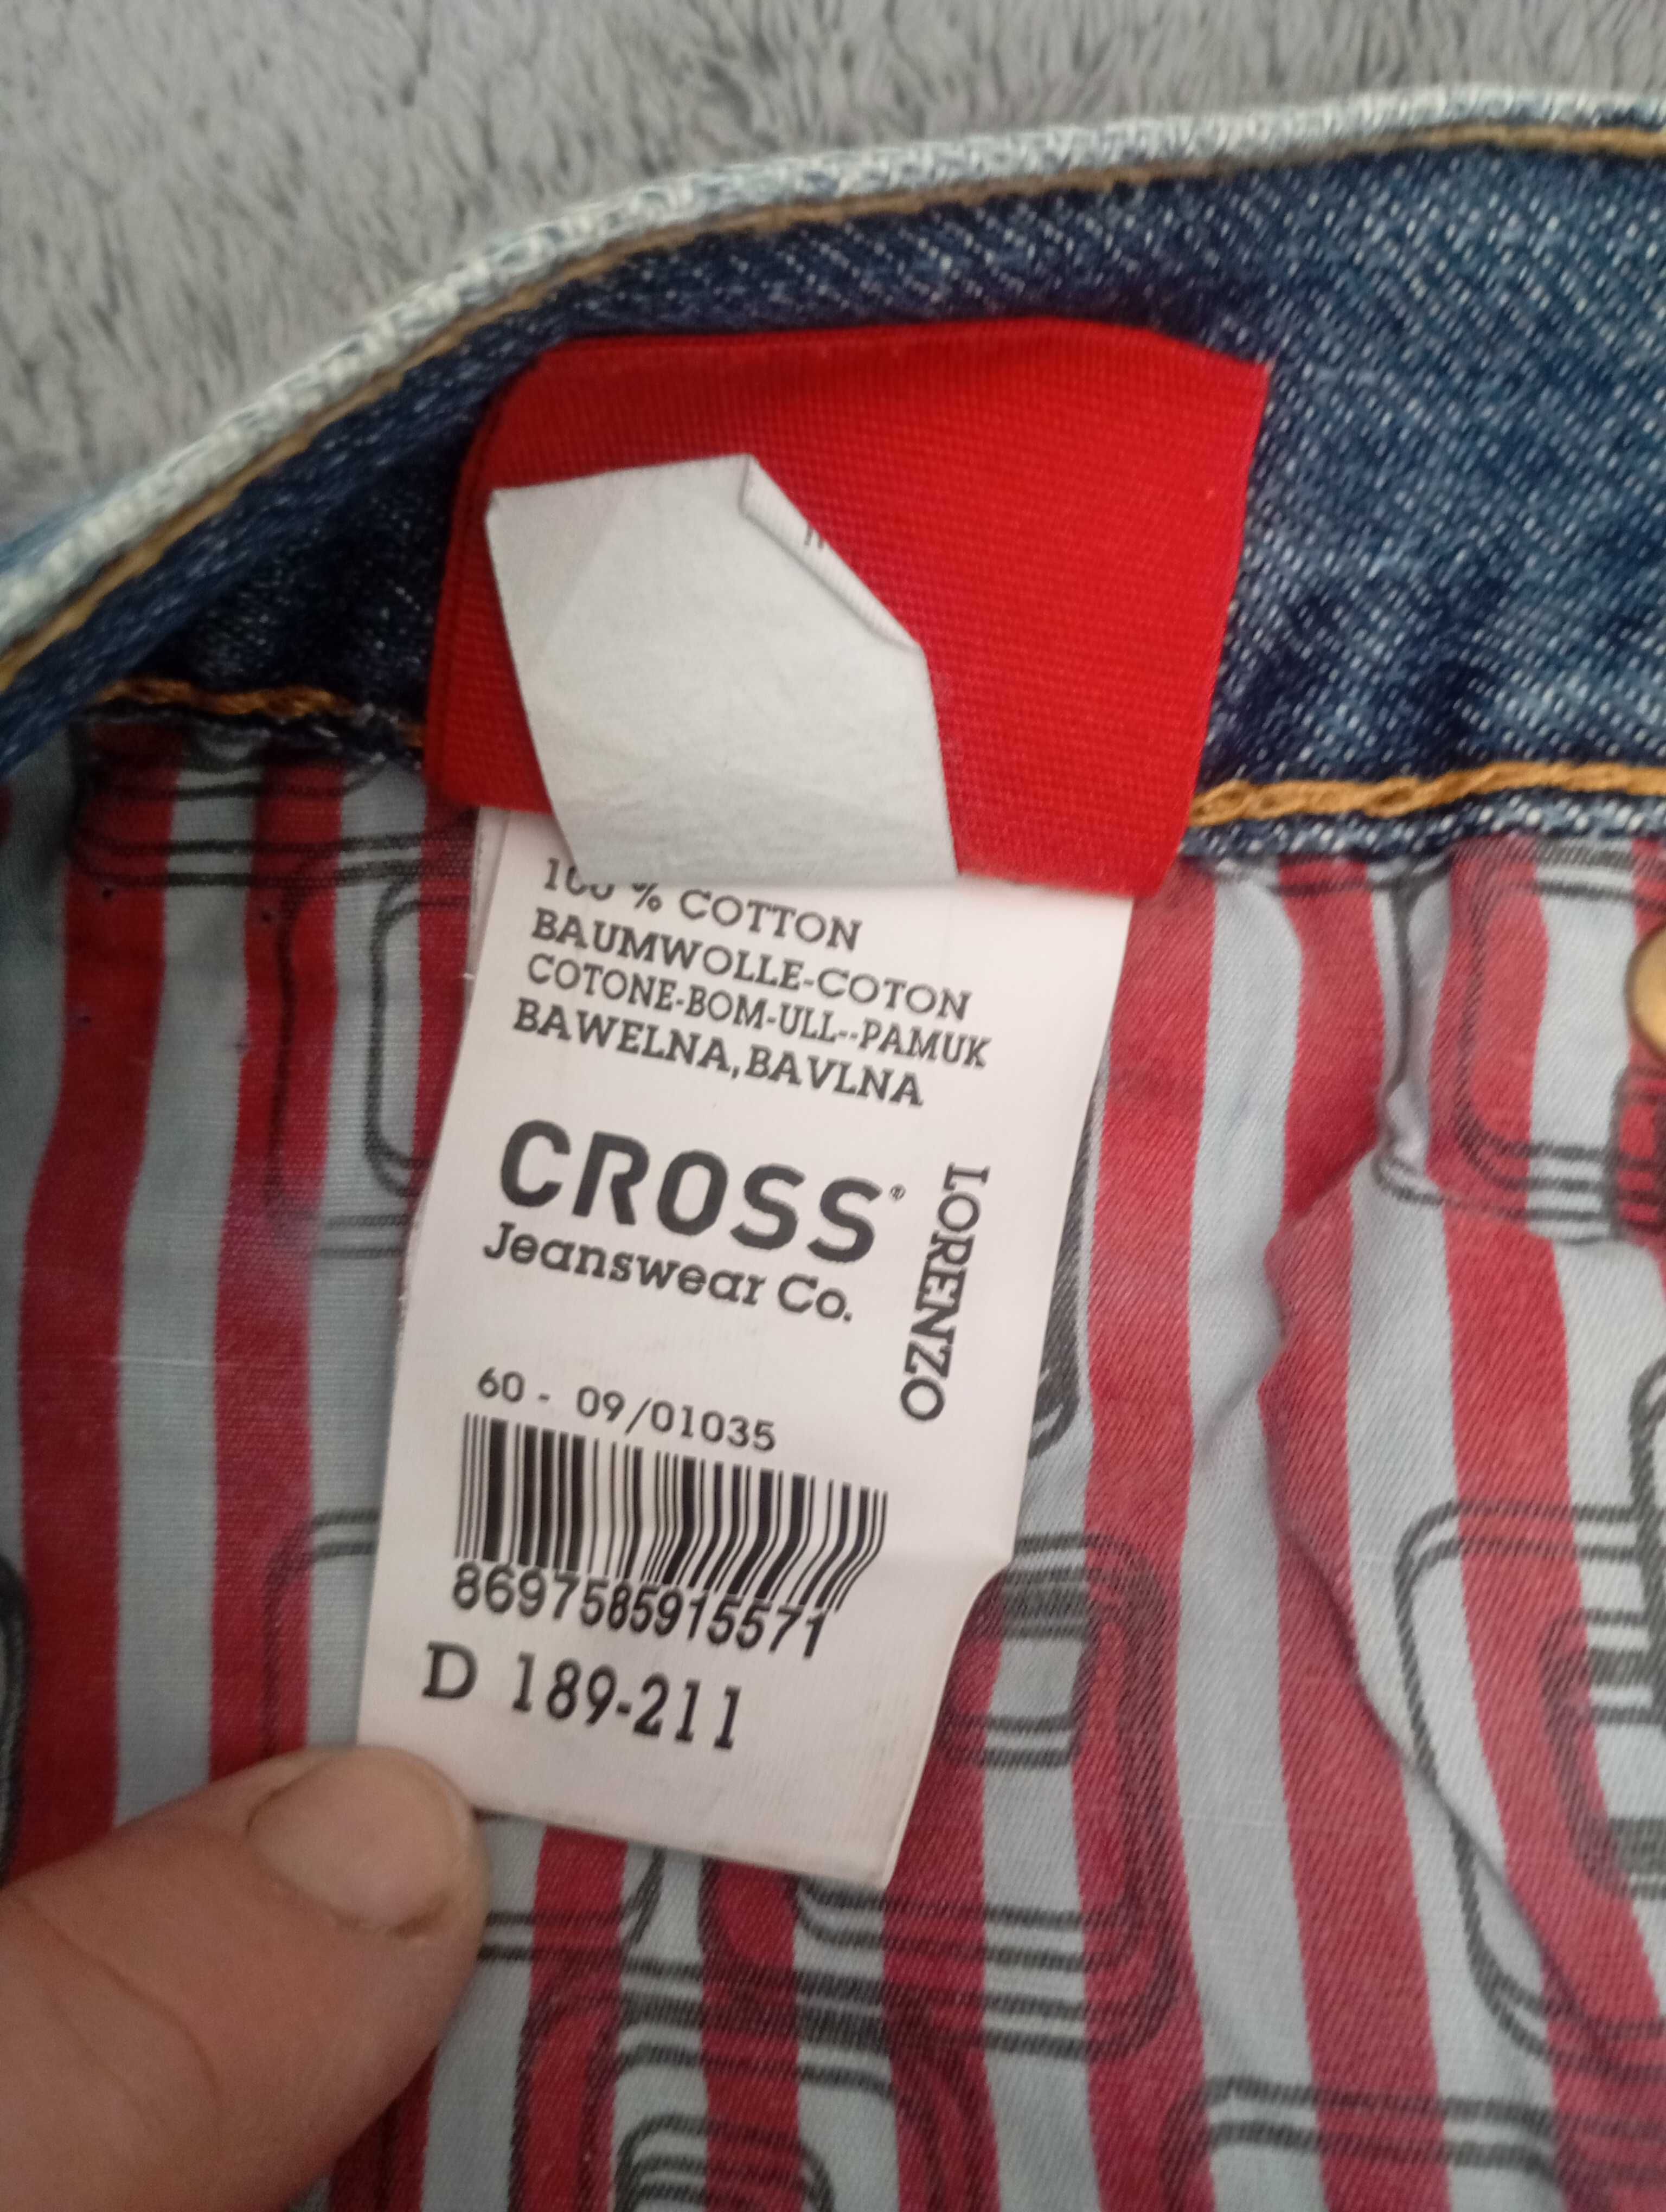 100 % COTTON
BAUMWOLLE-COTON
COTONE-BOM-ULL--PAMUK
BAWELNA,BAVLNA
CROSS®
Jeanswear Co.
LORENZO
60 - 09/01035
8697585915571
D 189-211